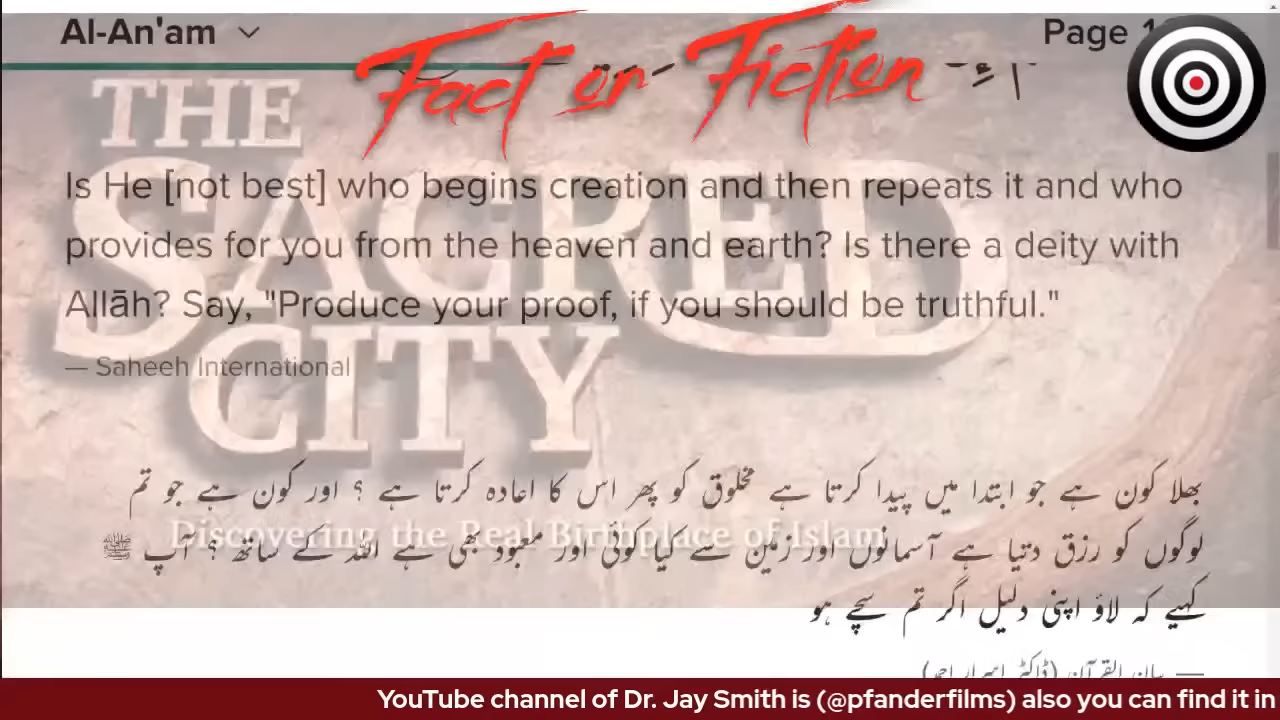 Al-An'am
Page
Fact or Fiction
THE
SACRED
CITY
Is He [not best] who begins creation and then repeats it and who
provides for you from the heaven and earth? Is there a deity with
Allāh? Say, "Produce your proof, if you should be truthful."
— Saheeh International
بھلا کون ہے جو ابتدا میں پیدا کرتا ہے مخلوق کو پھر اس کا اعادہ کرتا ہے ؟ اور کون ہے جو تم
Discovering the Real Birthplace of Islam
لوگوں کو رزق دتیا ہے آسمانوں اور زمین سے کیا کوئی اور معبود بھی ہے اللہ کے ساتھ ؟ آپ ﷺ
کہیے کہ لاؤ اپنی دلیل اگر تم سچے ہو
— بیان القرآن (ڈاکٹر اسرار احمد)
YouTube channel of Dr. Jay Smith is (@pfanderfilms) also you can find it in